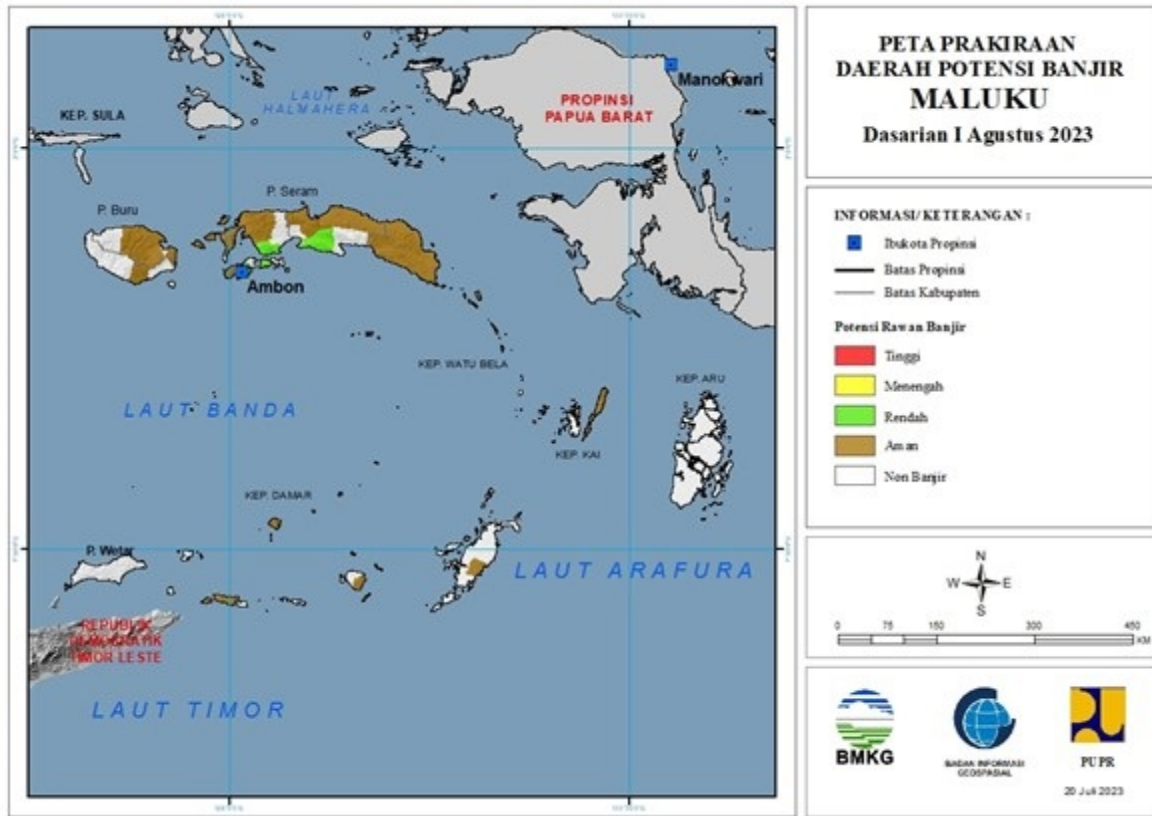 PETA PRAKIRAAN
DAERAH POTENSI BANJIR
MALUKU
Dasarian I Agustus 2023
INFORMASI/KETERANGAN :
Ibukota Propinsi
Batas Propinsi
Batas Kabupaten
Potensi Rawan Banjir
Tinggi
Menengah
Rendah
Aman
Non Banjir
N
W E
S
0 75 150 300 450
KM
BMKG
BADAN INFORMASI
GEOSPASIAL
PUPR
20 Juli 2023
LAUT
HALMAHERA
Manokwari
PROPINSI
PAPUA BARAT
KEP. SULA
P. Seram
P. Buru
Ambon
KEP. WATU BELA
KEP. ARU
LAUT BANDA
KEP. KAI
KEP. DAMAR
P. Wetar
LAUT ARAFURA
REPUBLIK
DEMOKRATIK
TIMOR LESTE
LAUT TIMOR